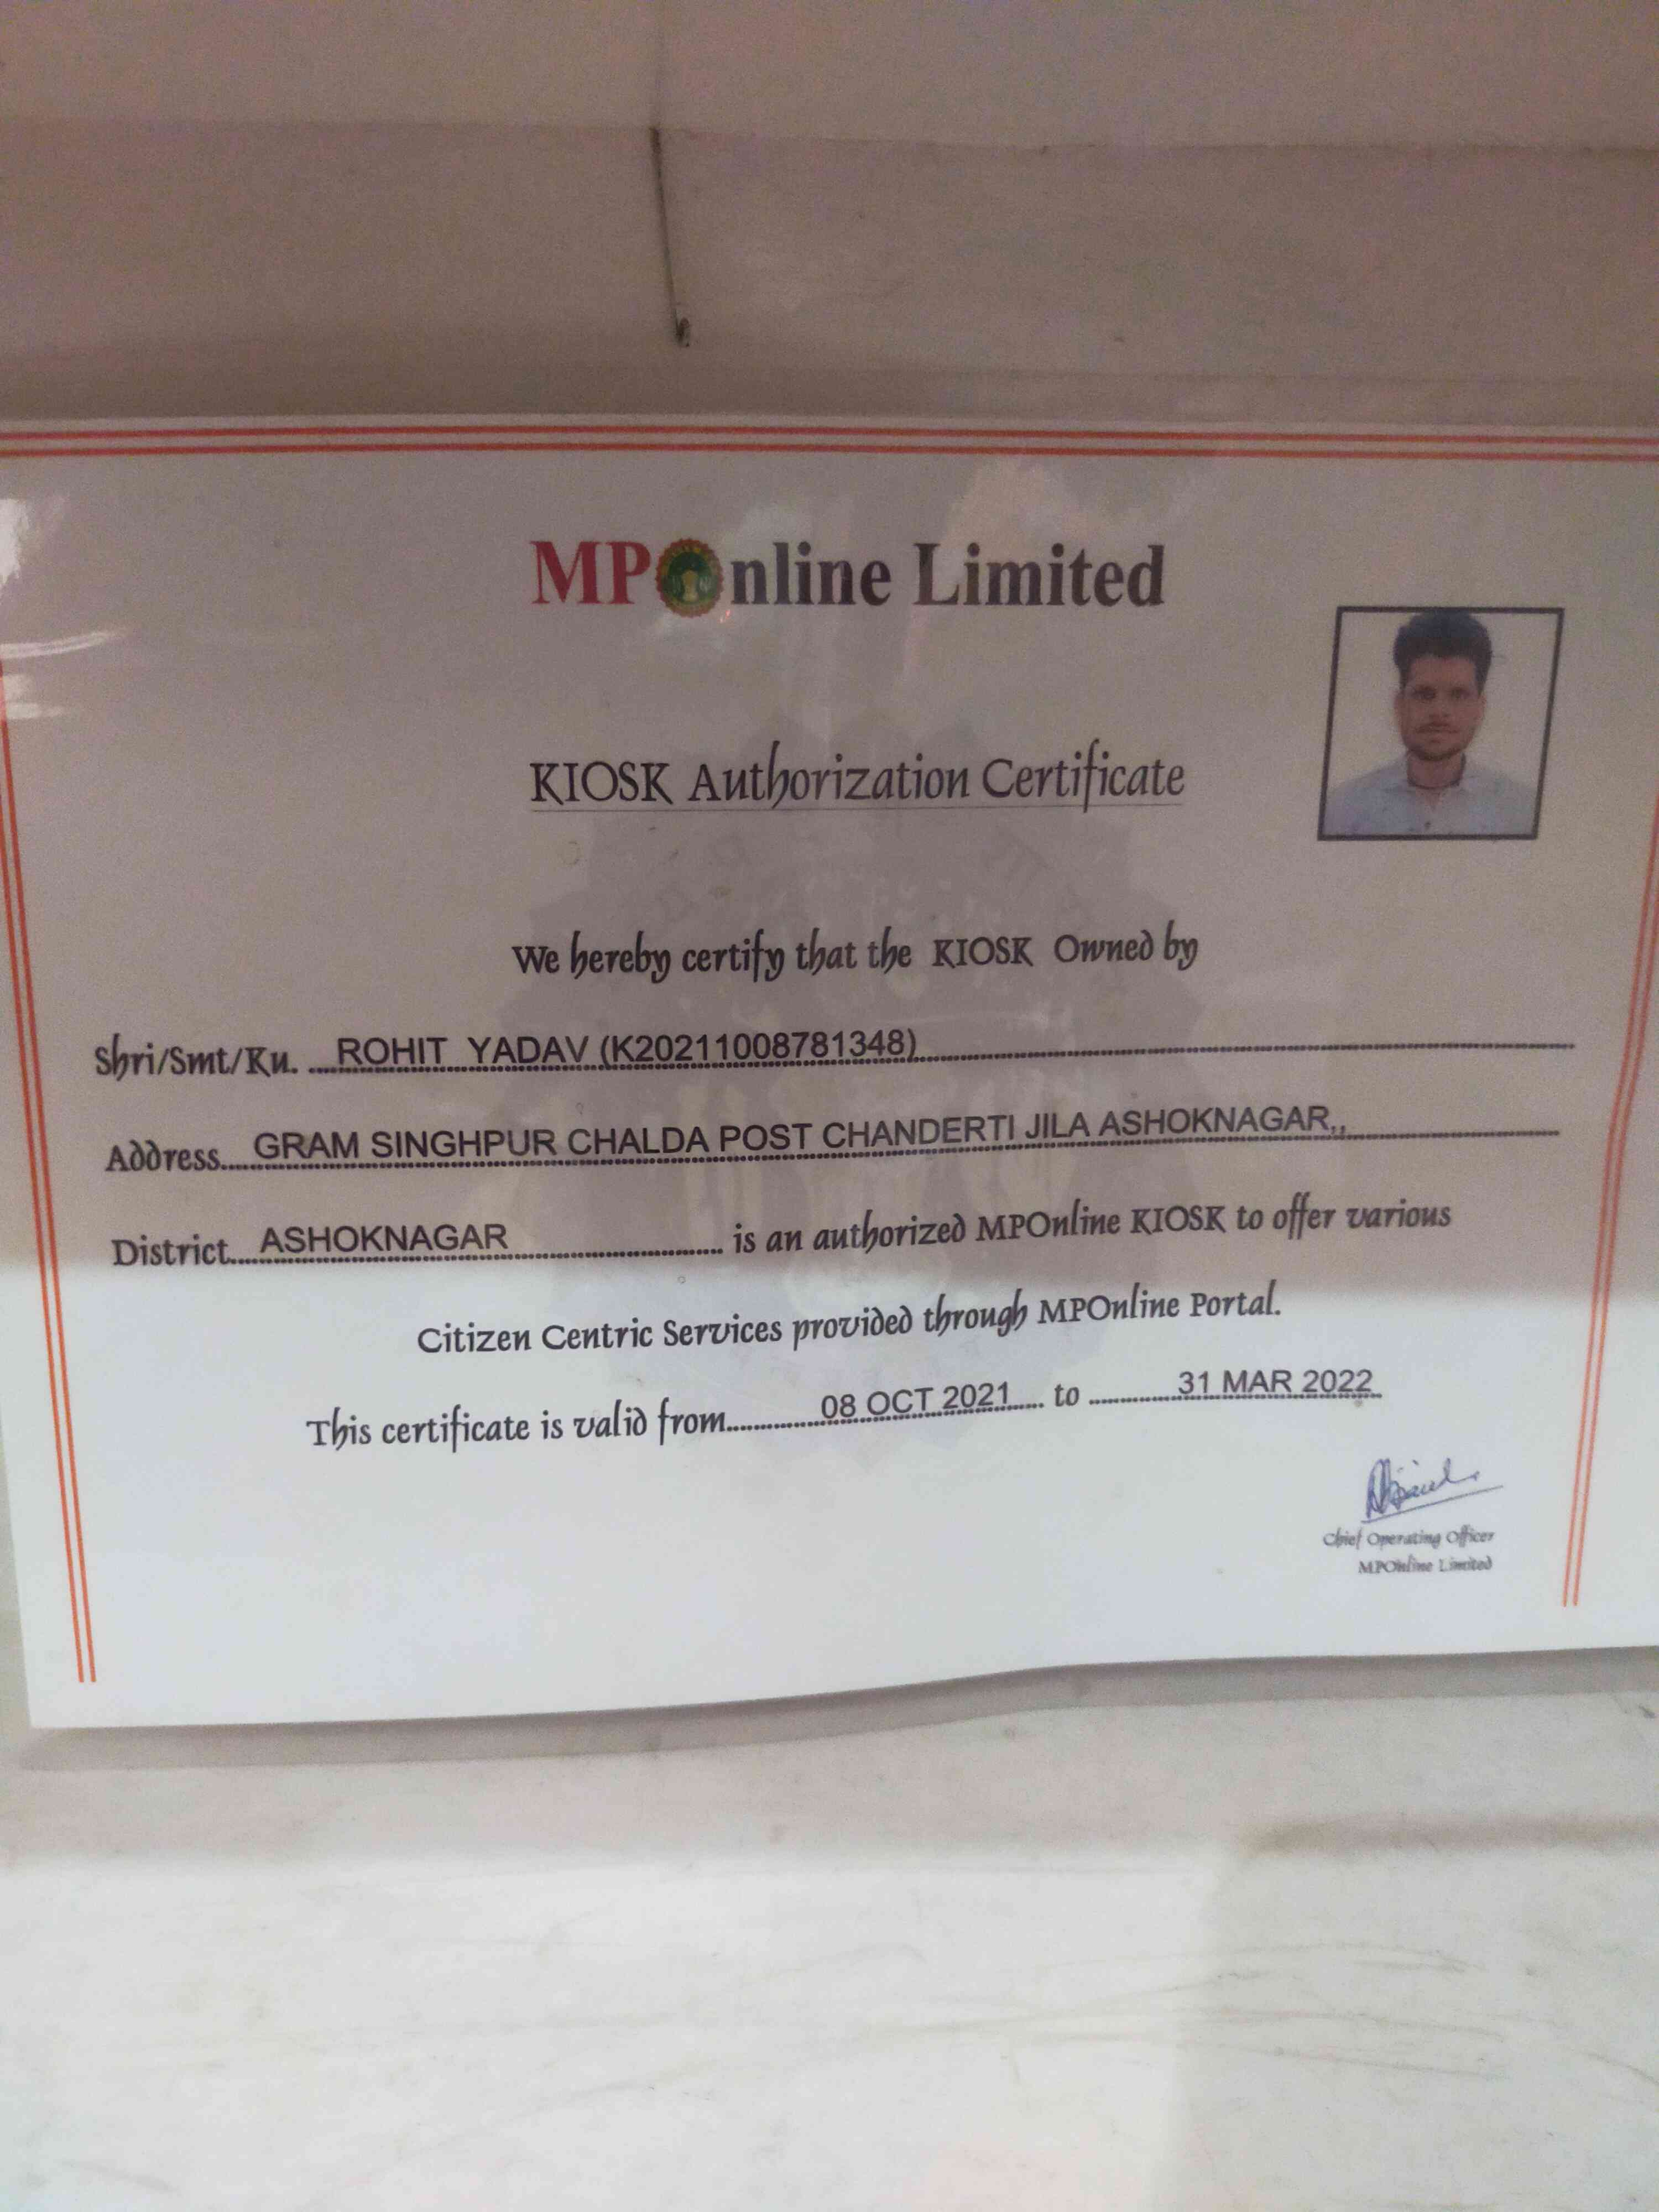 MPOnline Limited
KIOSK Authorization Certificate
We hereby certify that the KIOSK Owned by
Shri/Smt/Ku. ROHIT YADAV (K20211008781348)
Address GRAM SINGHPUR CHALDA POST CHANDERTI JILA ASHOKNAGAR,,
District ASHOKNAGAR is an authorized MPOnline KIOSK to offer various
Citizen Centric Services provided through MPOnline Portal.
This certificate is valid from 08 OCT 2021 to 31 MAR 2022
Chief Operating Officer
MPOnline Limited